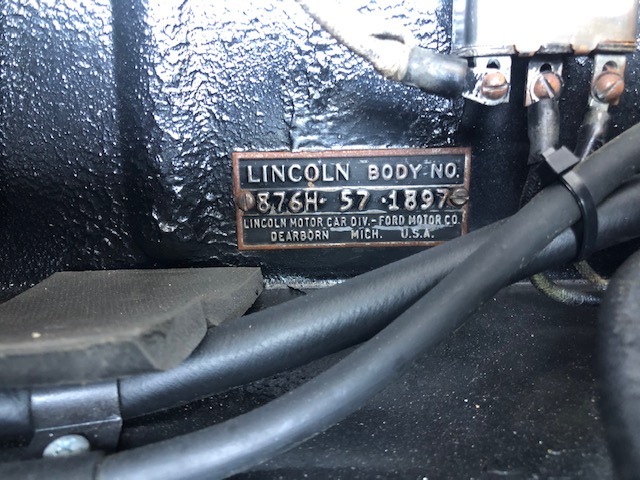 LINCOLN BODY NO.
876H· 57 ·1897
LINCOLN MOTOR CAR DIV.-FORD MOTOR CO.
DEARBORN MICH. U.S.A.